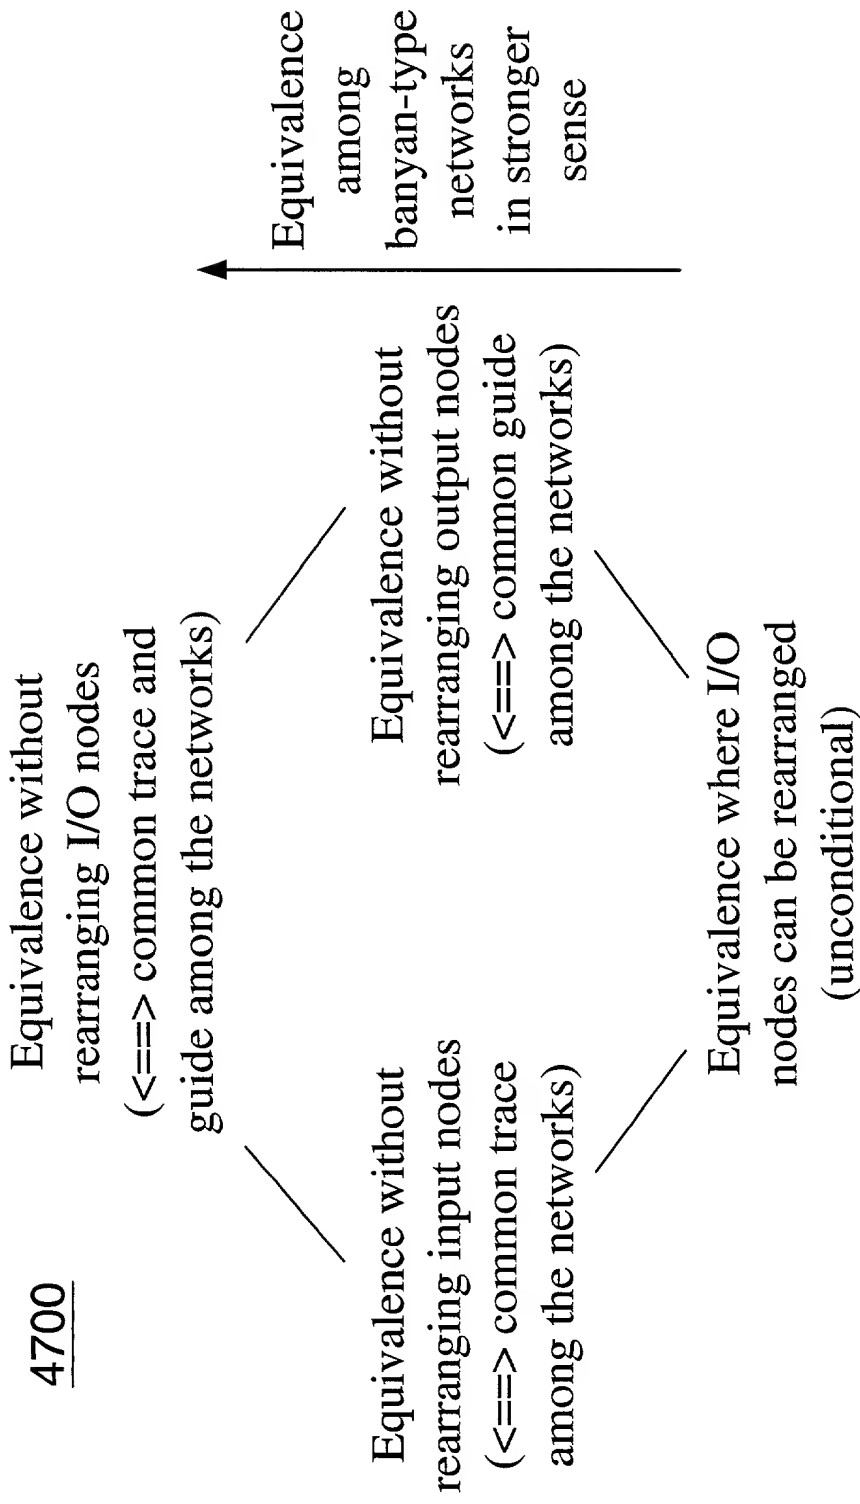 4700
Equivalence without
rearranging I/O nodes
(<==> common trace and
guide among the networks)
Equivalence without
rearranging input nodes
(<==> common trace
among the networks)
Equivalence without
rearranging output nodes
(<==> common guide
among the networks)
Equivalence where I/O
nodes can be rearranged
(unconditional)
Equivalence
among
banyan-type
networks
in stronger
sense